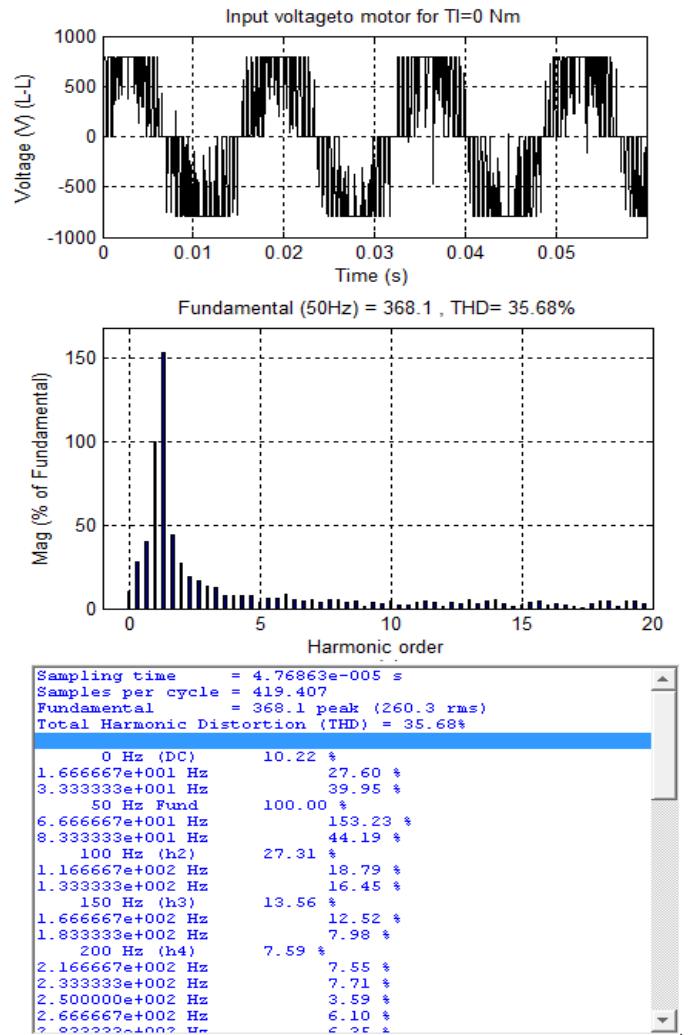 Input voltageto motor for Tl=0 Nm
1000
500
0
-500
-1000
Voltage (V) (L-L)
0 0.01 0.02 0.03 0.04 0.05
Time (s)
Fundamental (50Hz) = 368.1 , THD= 35.68%
150
100
50
0
Mag (% of Fundamental)
0 5 10 15 20
Harmonic order
Sampling time = 4.76863e-005 s
Samples per cycle = 419.407
Fundamental = 368.1 peak (260.3 rms)
Total Harmonic Distortion (THD) = 35.68%
0 Hz (DC) 10.22 %
1.666667e+001 Hz 27.60 %
3.333333e+001 Hz 39.95 %
50 Hz Fund 100.00 %
6.666667e+001 Hz 153.23 %
8.333333e+001 Hz 44.19 %
100 Hz (h2) 27.31 %
1.166667e+002 Hz 18.79 %
1.333333e+002 Hz 16.45 %
150 Hz (h3) 13.56 %
1.666667e+002 Hz 12.52 %
1.833333e+002 Hz 7.98 %
200 Hz (h4) 7.59 %
2.166667e+002 Hz 7.55 %
2.333333e+002 Hz 7.71 %
2.500000e+002 Hz 3.59 %
2.666667e+002 Hz 6.10 %
2.833333e+002 Hz 6.35 %